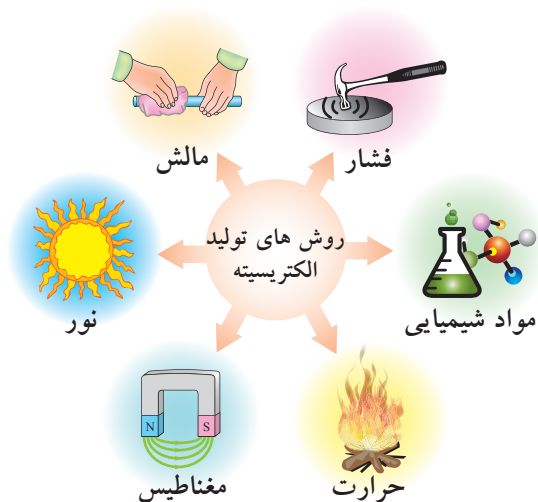 فشار
مالش
روش های تولید
الکتریسیته
مواد شیمیایی
نور
N
S
حرارت
مغناطیس